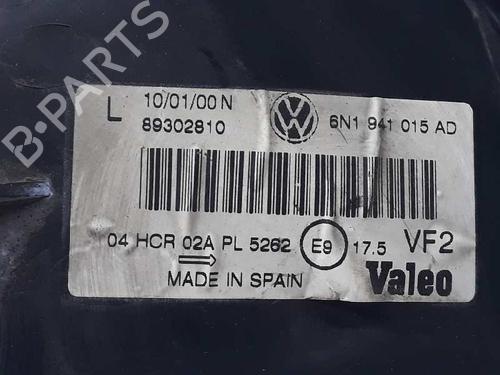 L 10/01/00 N
89302810
6N1 941 015 AD
04 HCR 02A PL 5262 E9 17.5 VF2
MADE IN SPAIN
Valeo
B-PARTS